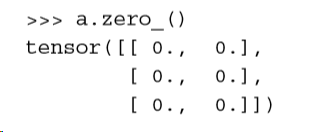 >>> a.zero_()
tensor([[ 0.,  0.],
        [ 0.,  0.],
        [ 0.,  0.]])